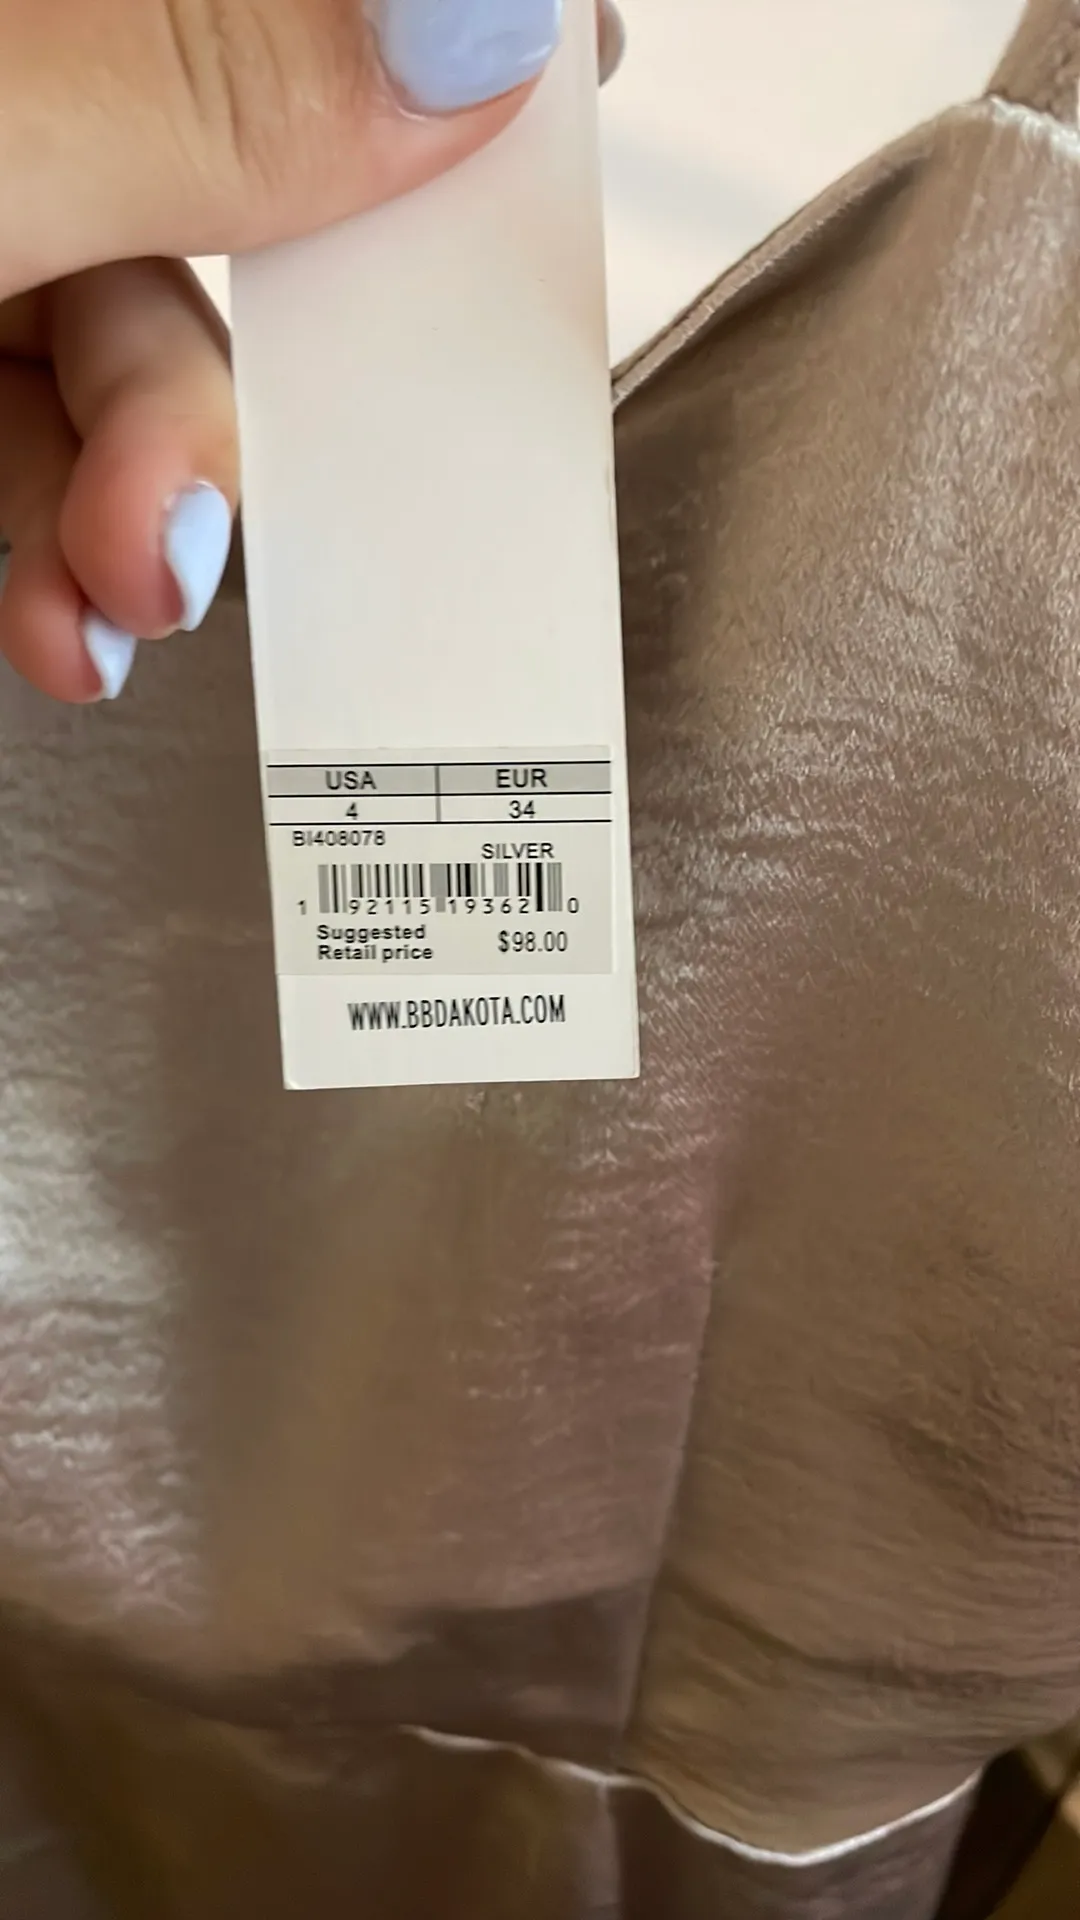 USA EUR
4 34
BI408078
SILVER
1 92115 19362 0
Suggested
Retail price $98.00
WWW.BBDAKOTA.COM